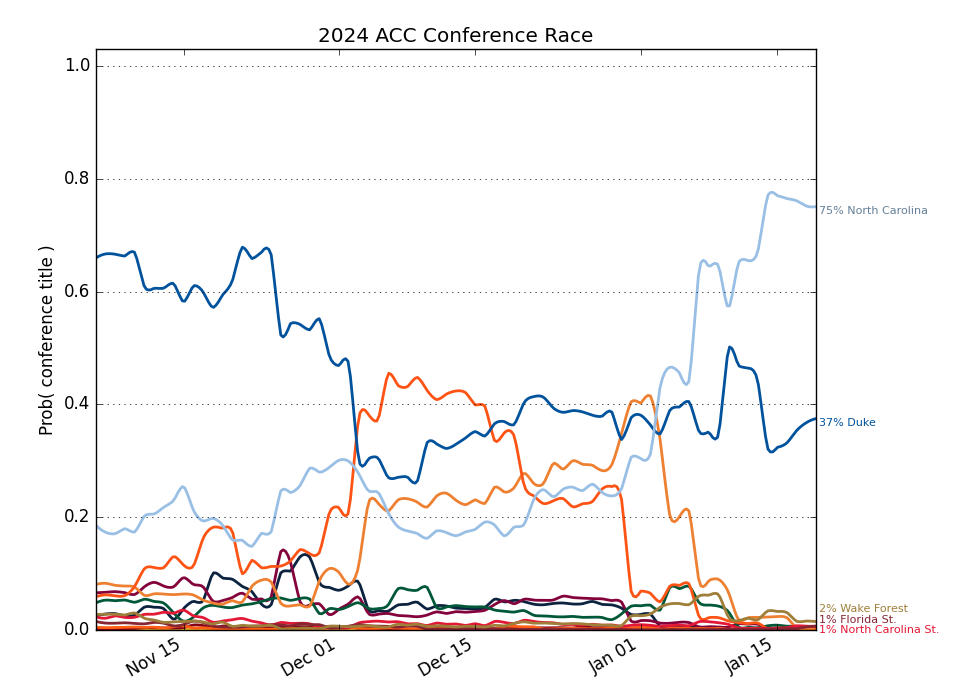 2024 ACC Conference Race
Prob( conference title )
1.0
0.8
0.6
0.4
0.2
0.0
Nov 15
Dec 01
Dec 15
Jan 01
Jan 15
75% North Carolina
37% Duke
2% Wake Forest
1% Florida St.
1% North Carolina St.